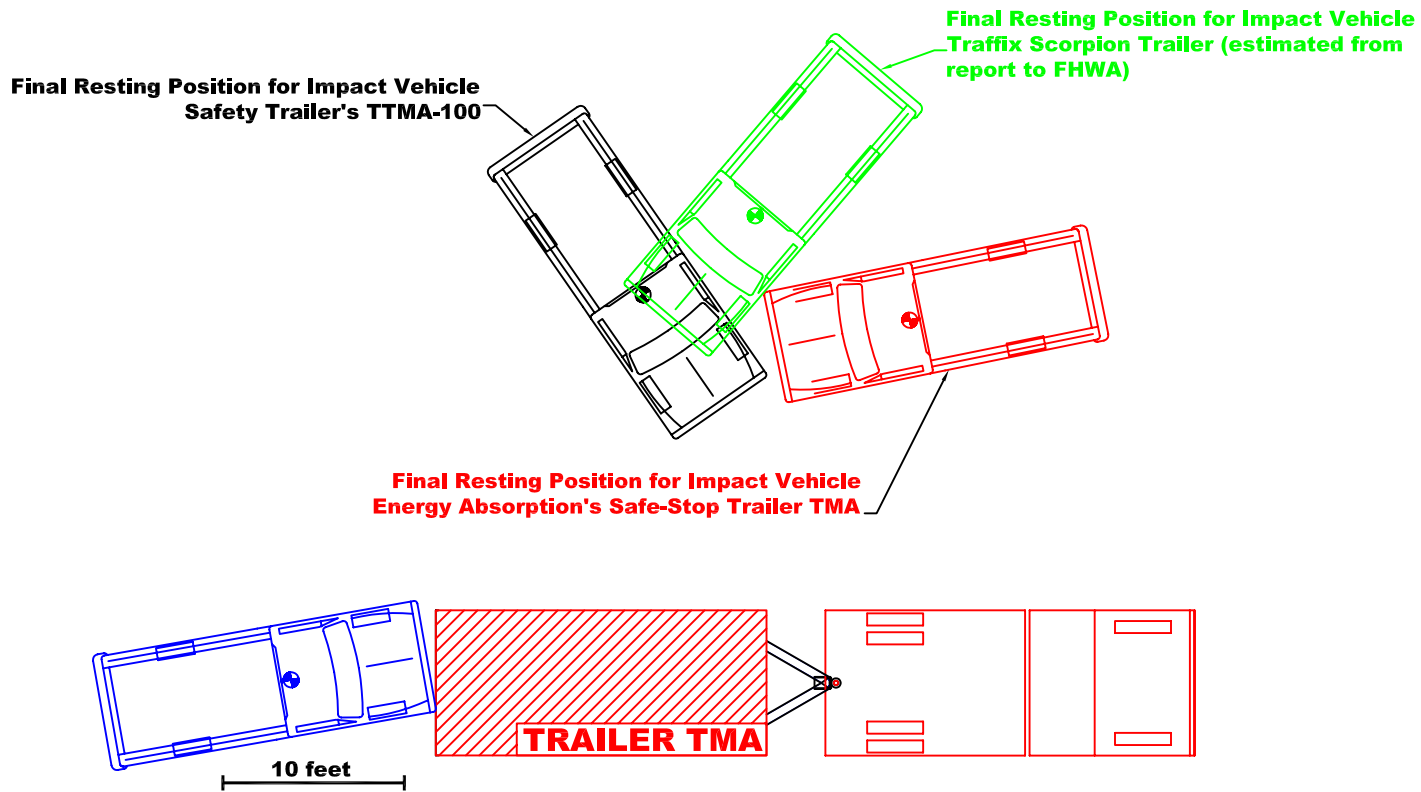 Final Resting Position for Impact Vehicle
Traffix Scorpion Trailer (estimated from
report to FHWA)
Final Resting Position for Impact Vehicle
Safety Trailer's TTMA-100
Final Resting Position for Impact Vehicle
Energy Absorption's Safe-Stop Trailer TMA
TRAILER TMA
10 feet